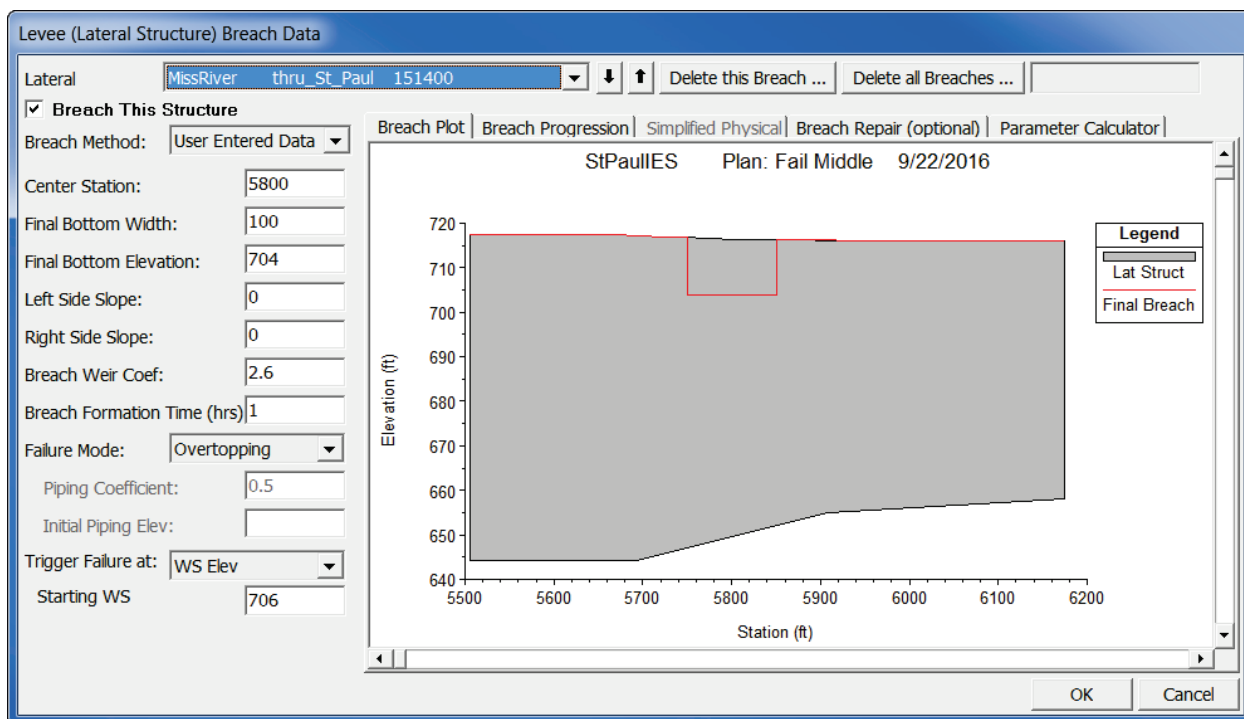 Levee (Lateral Structure) Breach Data
Lateral MissRiver thru_St_Paul 151400 Delete this Breach ... Delete all Breaches ...
Breach This Structure
Breach Method: User Entered Data
Center Station: 5800
Final Bottom Width: 100
Final Bottom Elevation: 704
Left Side Slope: 0
Right Side Slope: 0
Breach Weir Coef: 2.6
Breach Formation Time (hrs) 1
Failure Mode: Overtopping
Piping Coefficient: 0.5
Initial Piping Elev:
Trigger Failure at: WS Elev
Starting WS 706
Breach Plot Breach Progression Simplified Physical Breach Repair (optional) Parameter Calculator
StPaulIES Plan: Fail Middle 9/22/2016
720
710
700
690
680
670
660
650
640
Elevation (ft)
5500 5600 5700 5800 5900 6000 6100 6200
Station (ft)
Legend
Lat Struct
Final Breach
OK Cancel